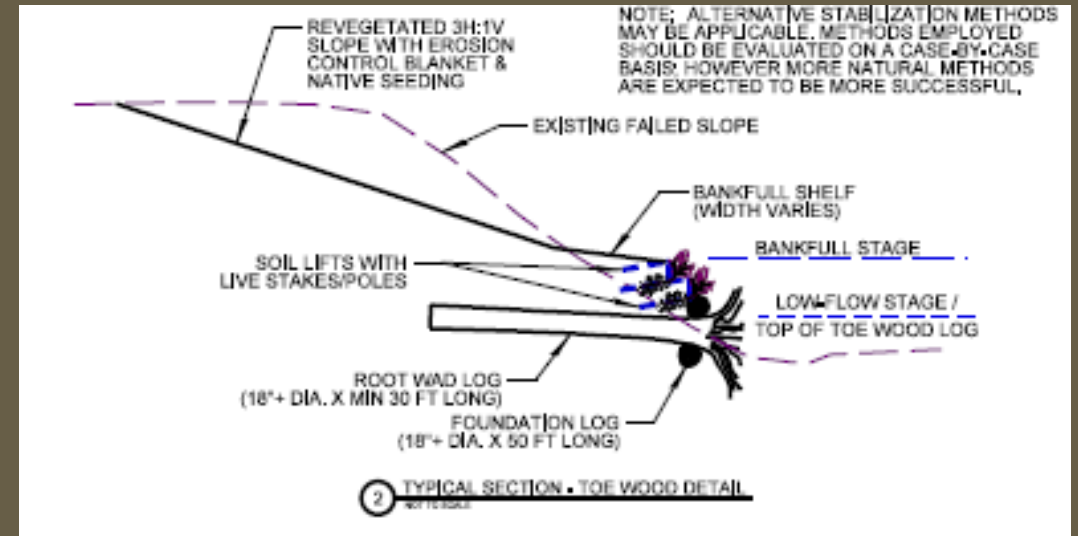 REVEGETATED 3H:1V
SLOPE WITH EROSION
CONTROL BLANKET &
NATIVE SEEDING
NOTE: ALTERNATIVE STABILIZATION METHODS
MAY BE APPLICABLE. METHODS EMPLOYED
SHOULD BE EVALUATED ON A CASE-BY-CASE
BASIS; HOWEVER MORE NATURAL METHODS
ARE EXPECTED TO BE MORE SUCCESSFUL.
EXISTING FAILED SLOPE
BANKFULL SHELF
(WIDTH VARIES)
BANKFULL STAGE
SOIL LIFTS WITH
LIVE STAKES/POLES
LOW-FLOW STAGE /
TOP OF TOE WOOD LOG
ROOT WAD LOG
(18"+ DIA. X MIN 30 FT LONG)
FOUNDATION LOG
(18"+ DIA. X 50 FT LONG)
2 TYPICAL SECTION - TOE WOOD DETAIL
NOT TO SCALE